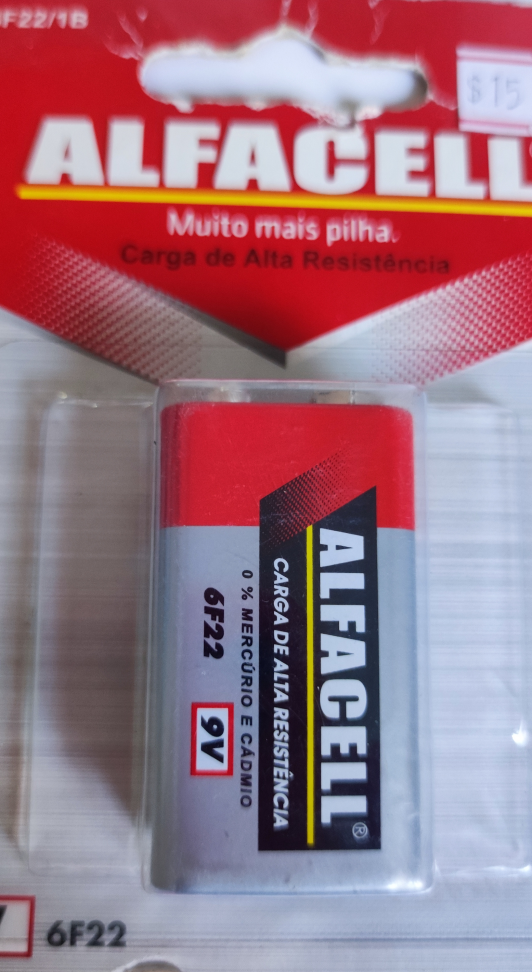 6F22/1B
$15
ALFACELL
Muito mais pilha.
Carga de Alta Resistência
ALFACELL®
CARGA DE ALTA RESISTÊNCIA
0 % MERCÚRIO E CÁDMIO
6F22 9V
6F22